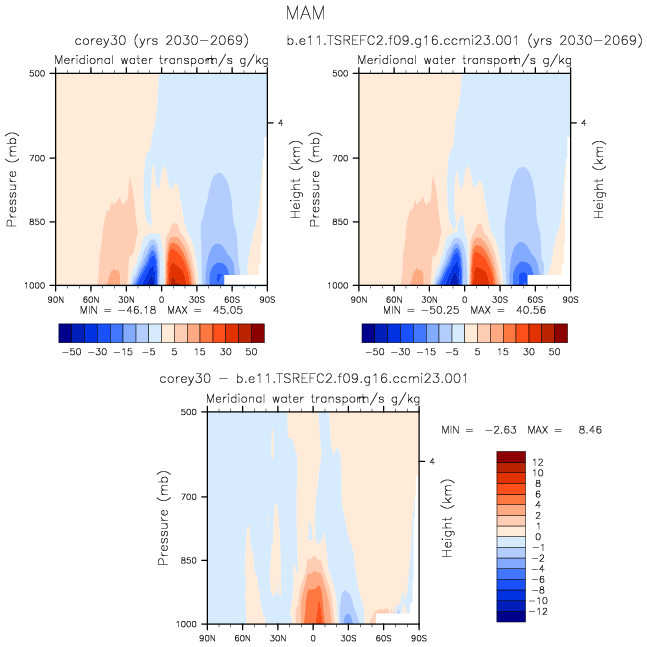 MAM
corey30 (yrs 2030-2069)
b.e11.TSREFC2.f09.g16.ccmi23.001 (yrs 2030-2069)
Meridional water transport m/s g/kg
Meridional water transport m/s g/kg
500
700
850
1000
Pressure (mb)
4
Height (km)
90N 60N 30N 0 30S 60S 90S
MIN = -46.18 MAX = 45.05
-50 -30 -15 -5 5 15 30 50
500
700
850
1000
Pressure (mb)
4
Height (km)
90N 60N 30N 0 30S 60S 90S
MIN = -50.25 MAX = 40.56
-50 -30 -15 -5 5 15 30 50
corey30 - b.e11.TSREFC2.f09.g16.ccmi23.001
Meridional water transport m/s g/kg
500
700
850
1000
Pressure (mb)
4
Height (km)
90N 60N 30N 0 30S 60S 90S
MIN = -2.63 MAX = 8.46
12
10
8
6
4
2
1
0
-1
-2
-4
-6
-8
-10
-12